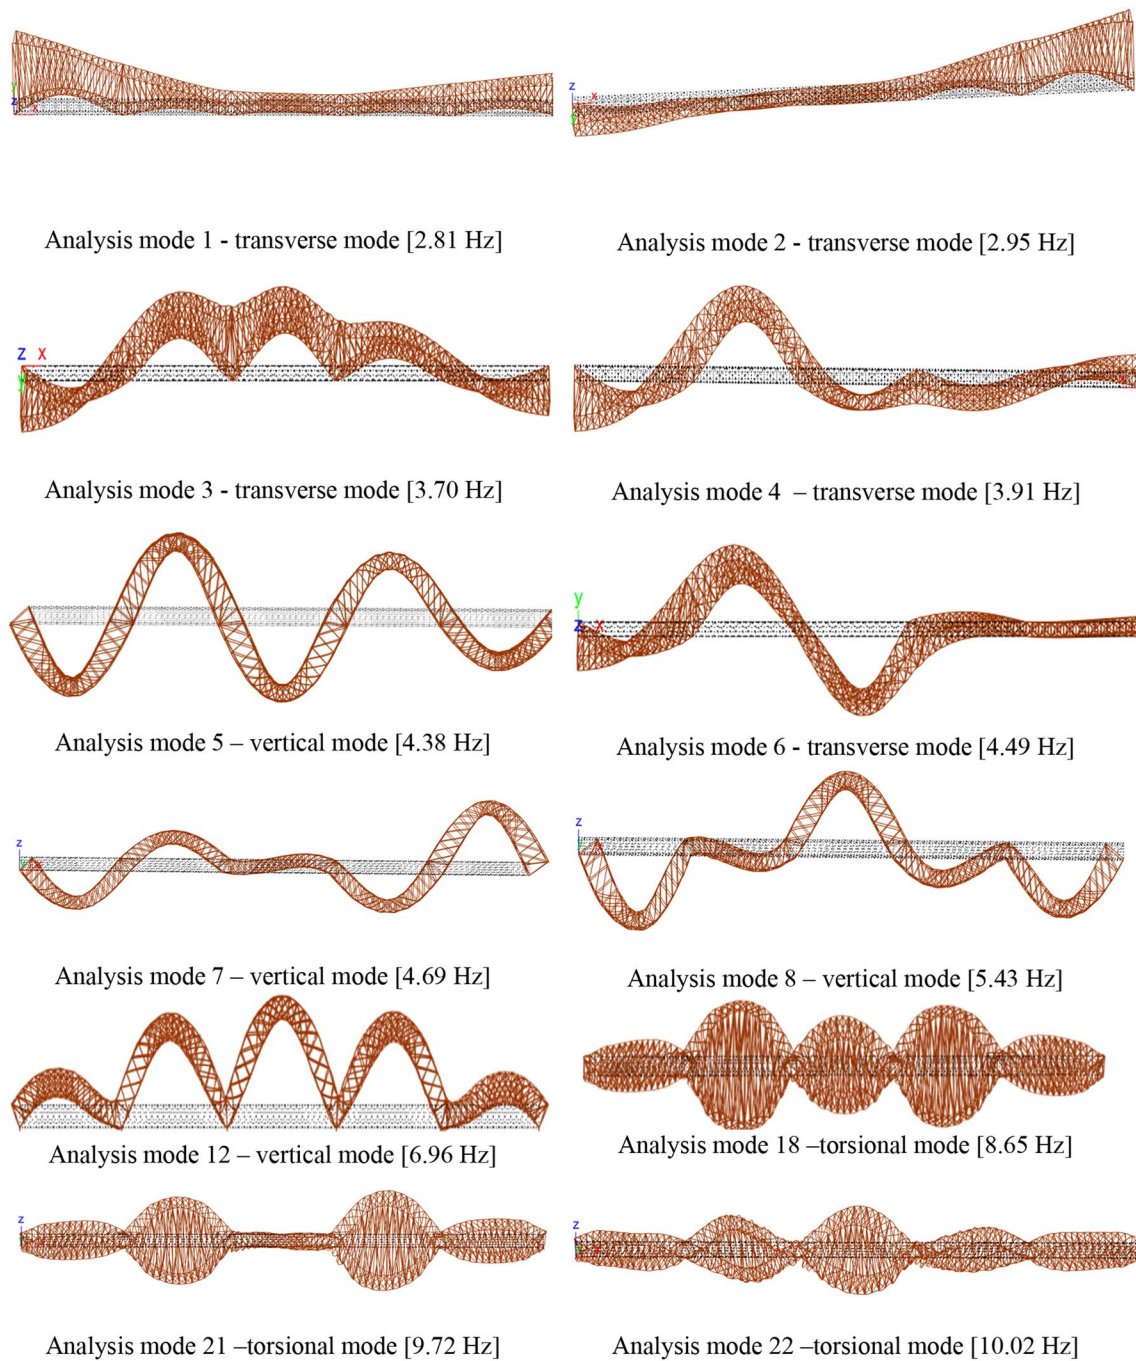 y
z
x
z
x
y
Analysis mode 1 - transverse mode [2.81 Hz]
Analysis mode 2 - transverse mode [2.95 Hz]
z x
y
Analysis mode 3 - transverse mode [3.70 Hz]
Analysis mode 4 – transverse mode [3.91 Hz]
y
z x
Analysis mode 5 – vertical mode [4.38 Hz]
Analysis mode 6 - transverse mode [4.49 Hz]
z
z
Analysis mode 7 – vertical mode [4.69 Hz]
Analysis mode 8 – vertical mode [5.43 Hz]
Analysis mode 12 – vertical mode [6.96 Hz]
Analysis mode 18 –torsional mode [8.65 Hz]
z
z
Analysis mode 21 –torsional mode [9.72 Hz]
Analysis mode 22 –torsional mode [10.02 Hz]